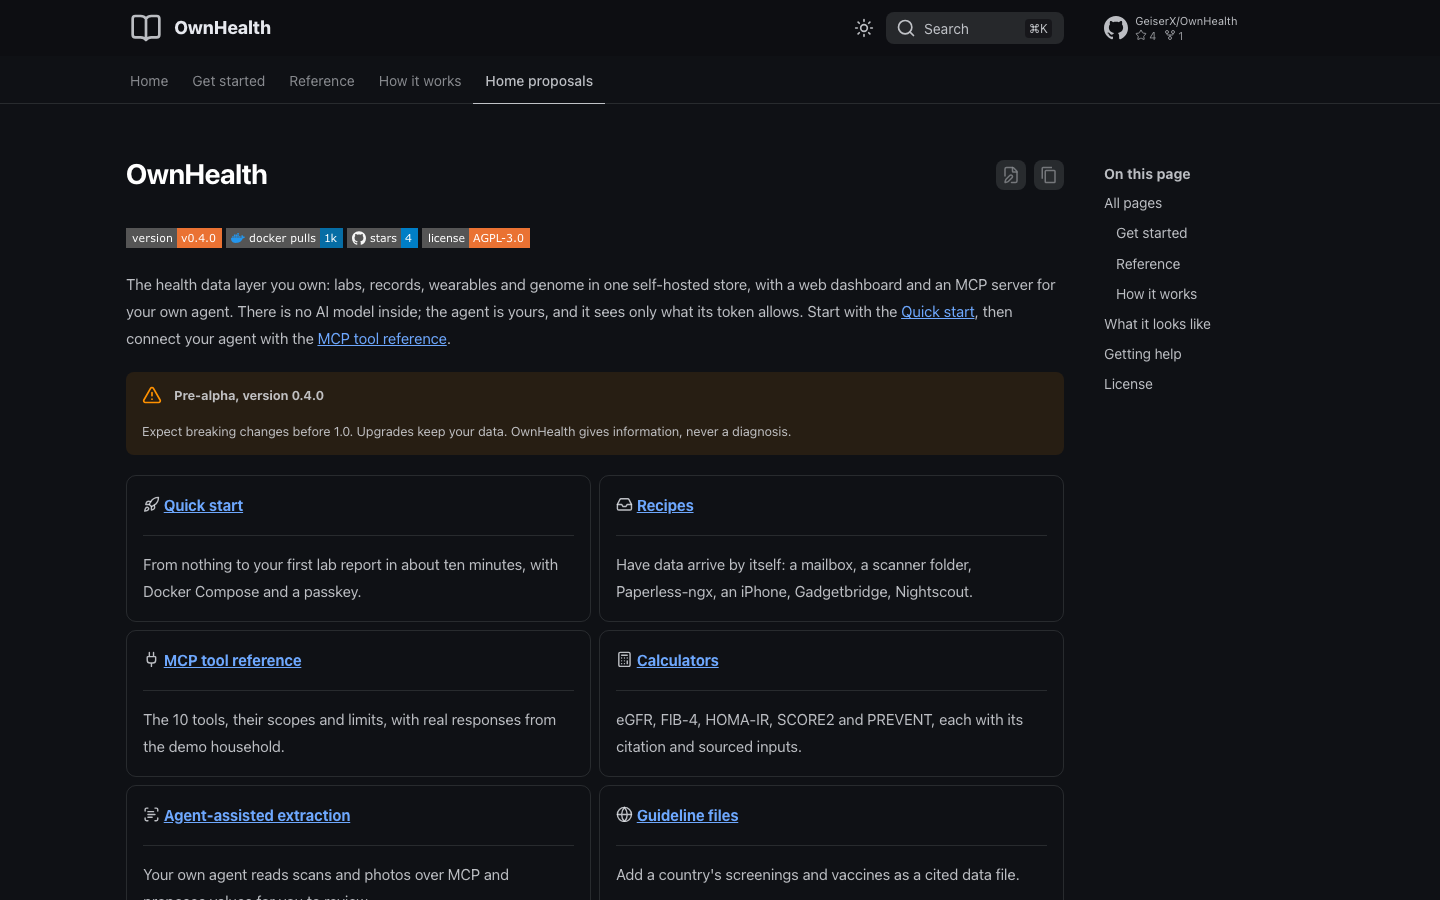 OwnHealth
Search
⌘K
GeiserX/OwnHealth
4 1
Home
Get started
Reference
How it works
Home proposals
OwnHealth
version v0.4.0
docker pulls 1k
stars 4
license AGPL-3.0
The health data layer you own: labs, records, wearables and genome in one self-hosted store, with a web dashboard and an MCP server for
your own agent. There is no AI model inside; the agent is yours, and it sees only what its token allows. Start with the Quick start, then
connect your agent with the MCP tool reference.
Pre-alpha, version 0.4.0
Expect breaking changes before 1.0. Upgrades keep your data. OwnHealth gives information, never a diagnosis.
Quick start
From nothing to your first lab report in about ten minutes, with
Docker Compose and a passkey.
Recipes
Have data arrive by itself: a mailbox, a scanner folder,
Paperless-ngx, an iPhone, Gadgetbridge, Nightscout.
MCP tool reference
The 10 tools, their scopes and limits, with real responses from
the demo household.
Calculators
eGFR, FIB-4, HOMA-IR, SCORE2 and PREVENT, each with its
citation and sourced inputs.
Agent-assisted extraction
Your own agent reads scans and photos over MCP and
Guideline files
Add a country's screenings and vaccines as a cited data file.
On this page
All pages
Get started
Reference
How it works
What it looks like
Getting help
License